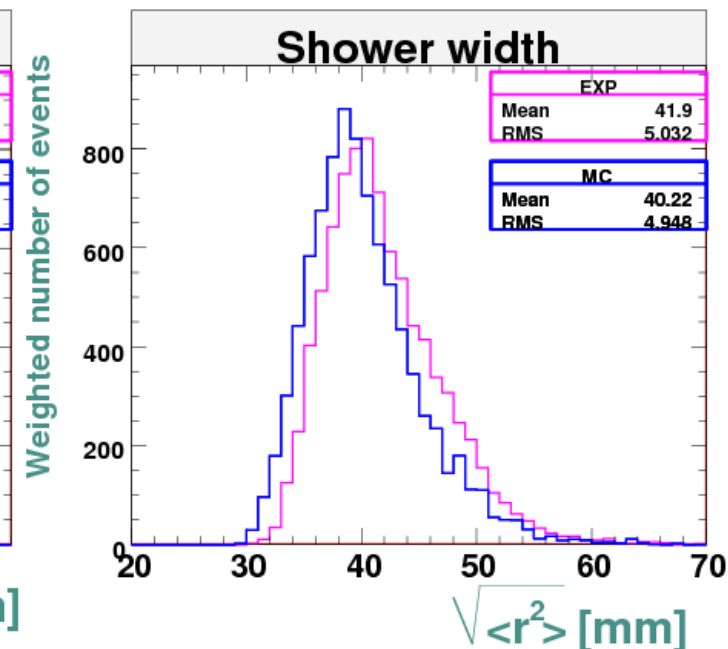 Shower width
Weighted number of events
EXP
Mean 41.9
RMS 5.032
MC
Mean 40.22
RMS 4.948
800
600
400
200
0
20 30 40 50 60 70
√<r²> [mm]
]